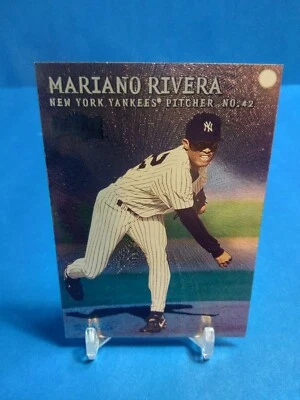 MARIANO RIVERA
NEW YORK YANKEES® PITCHER, NO. 42